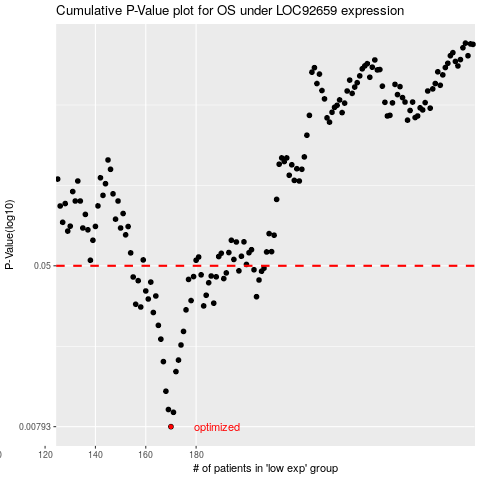 Cumulative P-Value plot for OS under LOC92659 expression
P-Value(log10)
0.05
0.00793
optimized
0 120 140 160 180
# of patients in 'low exp' group